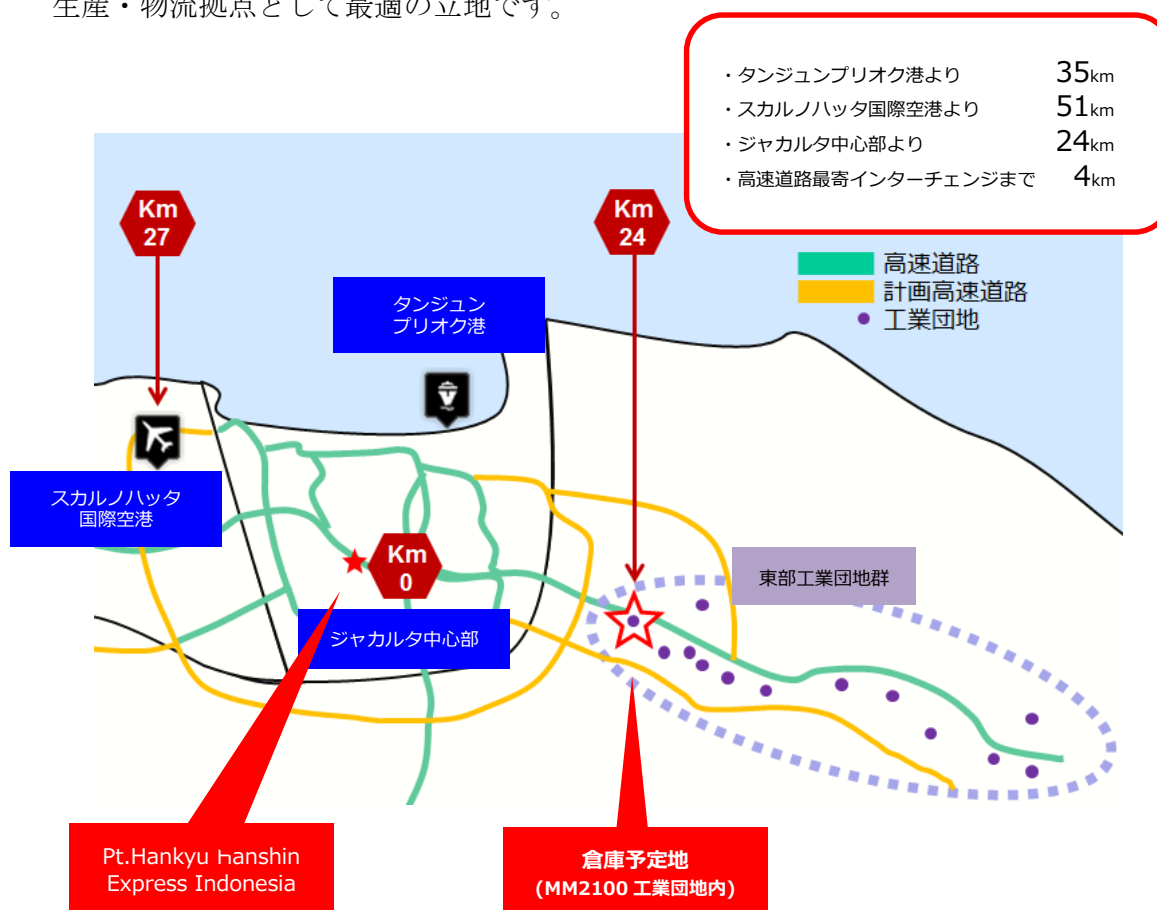 生産・物流拠点として最適の立地です。
・タンジュンプリオク港より 35km
・スカルノハッタ国際空港より 51km
・ジャカルタ中心部より 24km
・高速道路最寄インターチェンジまで 4km
Km
27
Km
24
高速道路
計画高速道路
工業団地
タンジュン
プリオク港
スカルノハッタ
国際空港
Km
0
東部工業団地群
ジャカルタ中心部
Pt.Hankyu Hanshin
Express Indonesia
倉庫予定地
(MM2100 工業団地内)